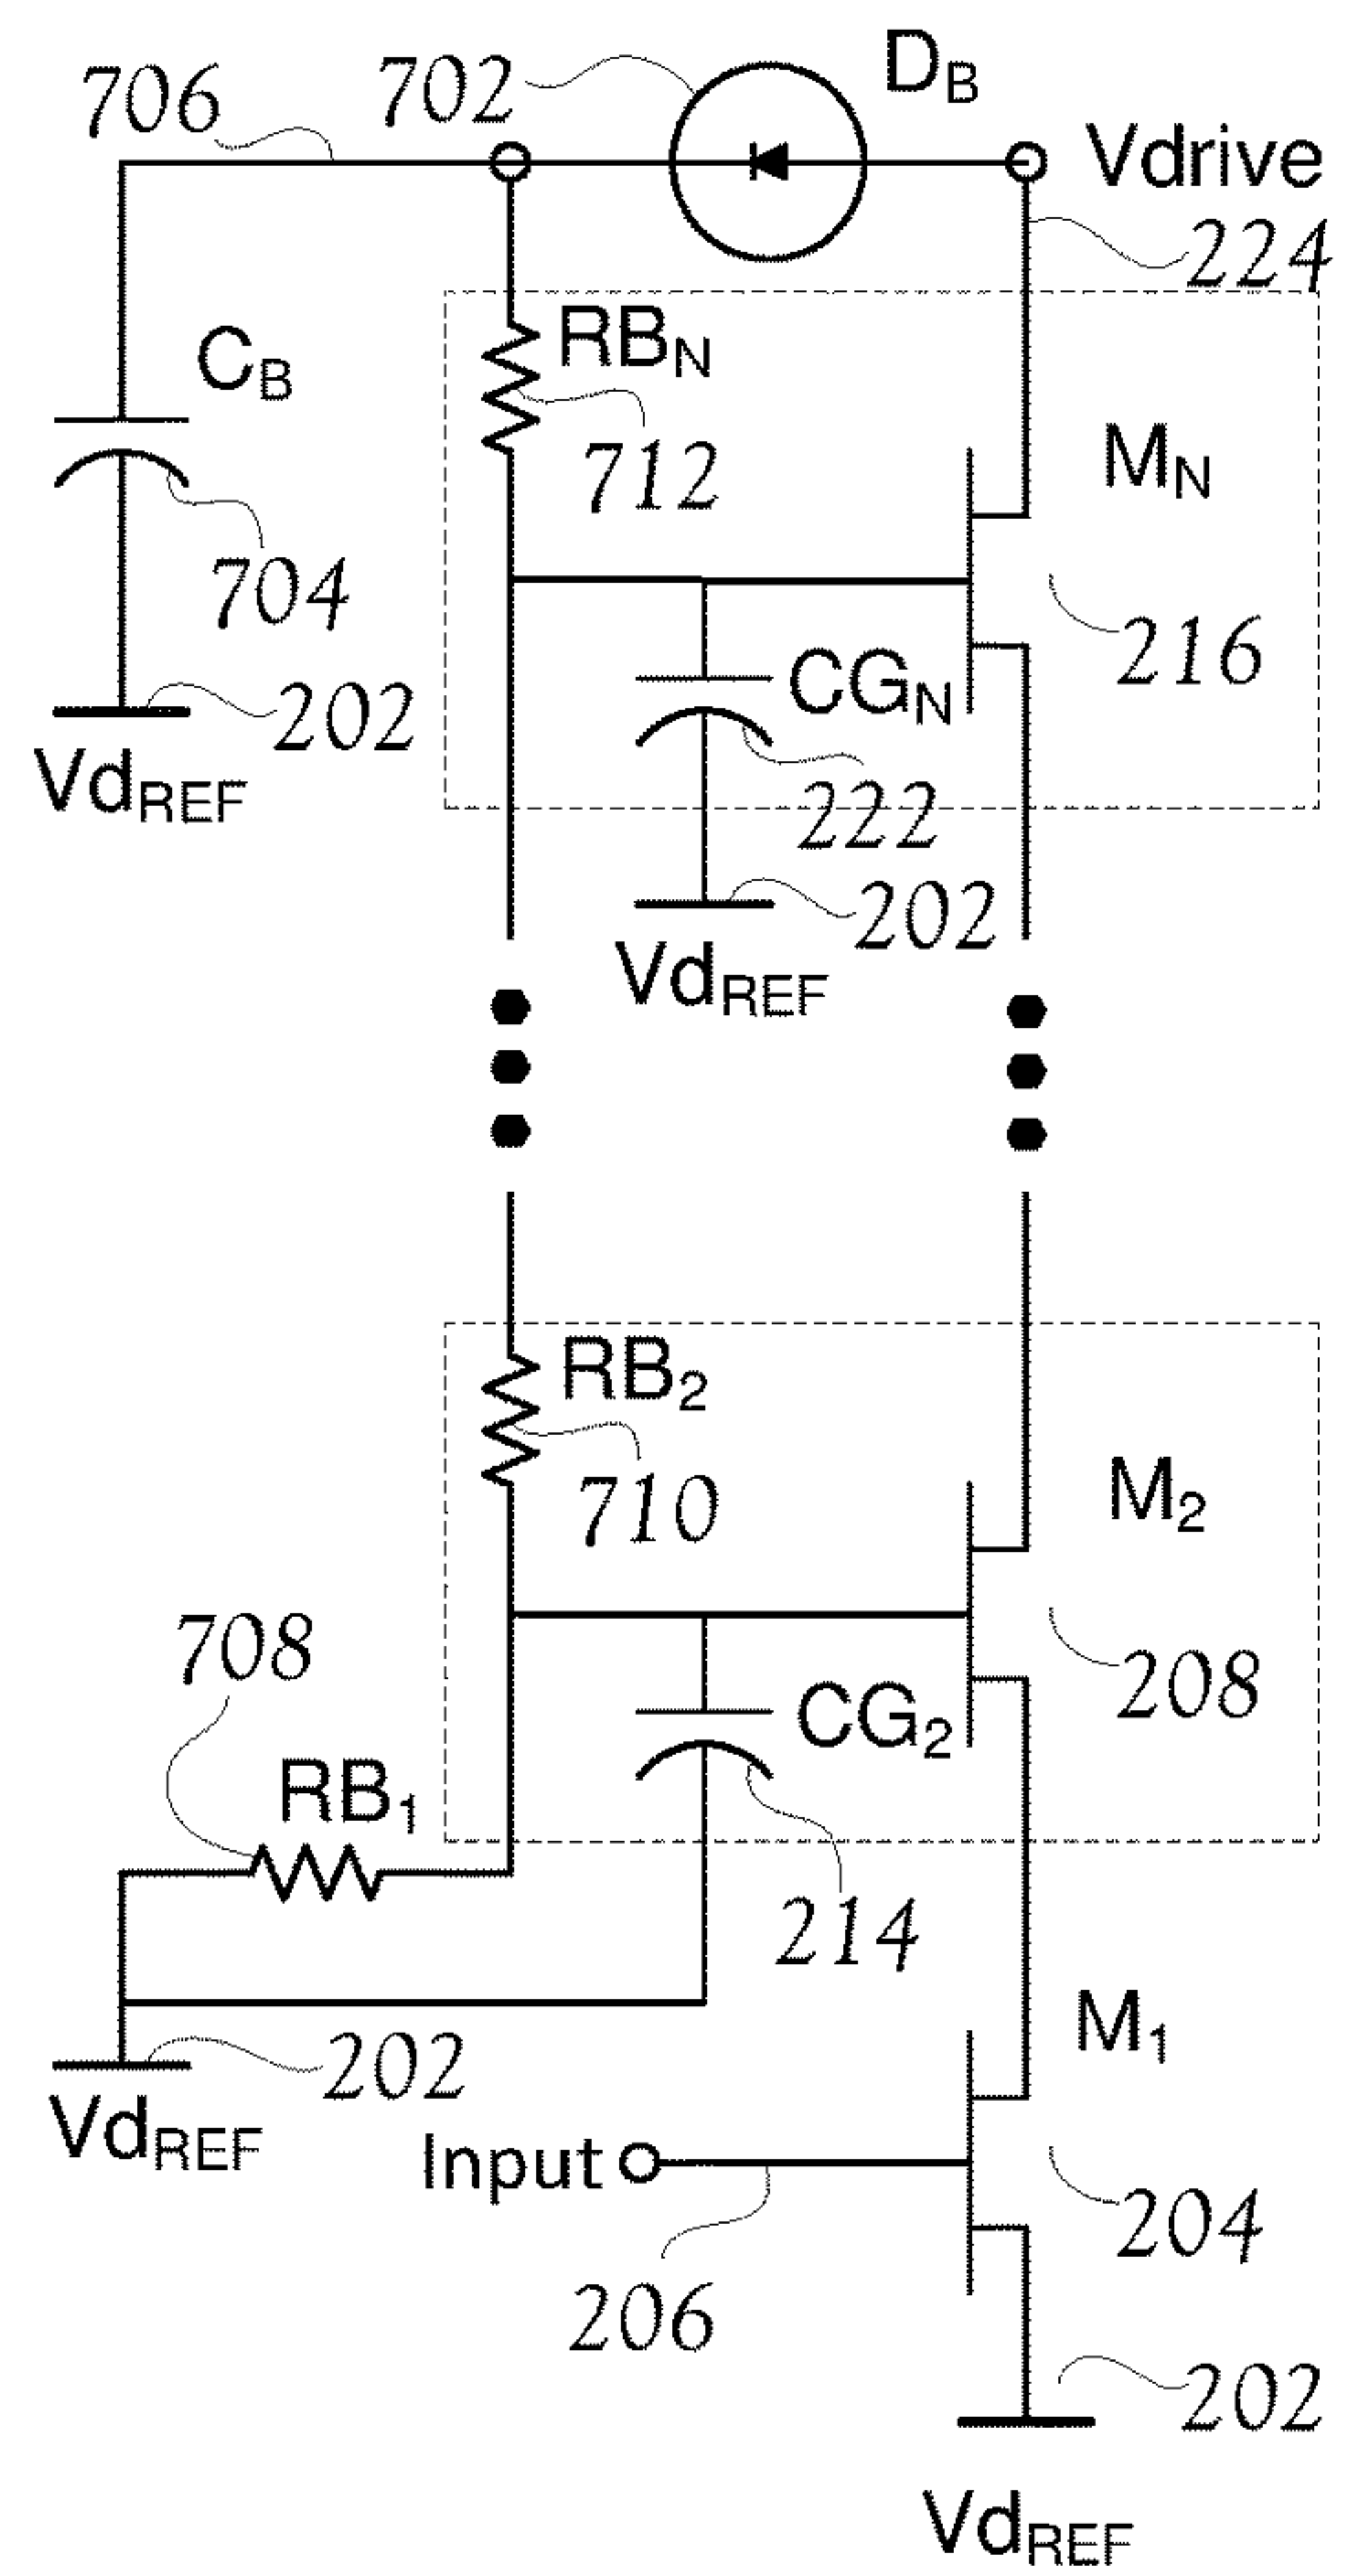 D_B
706
702
Vdrive
224
RB_N
C_B
M_N
712
704
216
CG_N
202
Vd_REF
222
202
Vd_REF
RB_2
M_2
710
708
208
CG_2
RB_1
214
M_1
202
Vd_REF
Input
204
206
202
Vd_REF